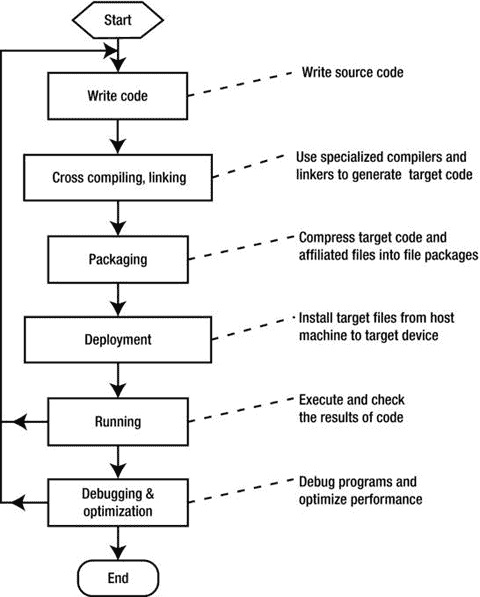 Start
Write code
Write source code
Cross compiling, linking
Use specialized compilers and
linkers to generate target code
Packaging
Compress target code and
affiliated files into file packages
Deployment
Install target files from host
machine to target device
Running
Execute and check
the results of code
Debugging &
optimization
Debug programs and
optimize performance
End